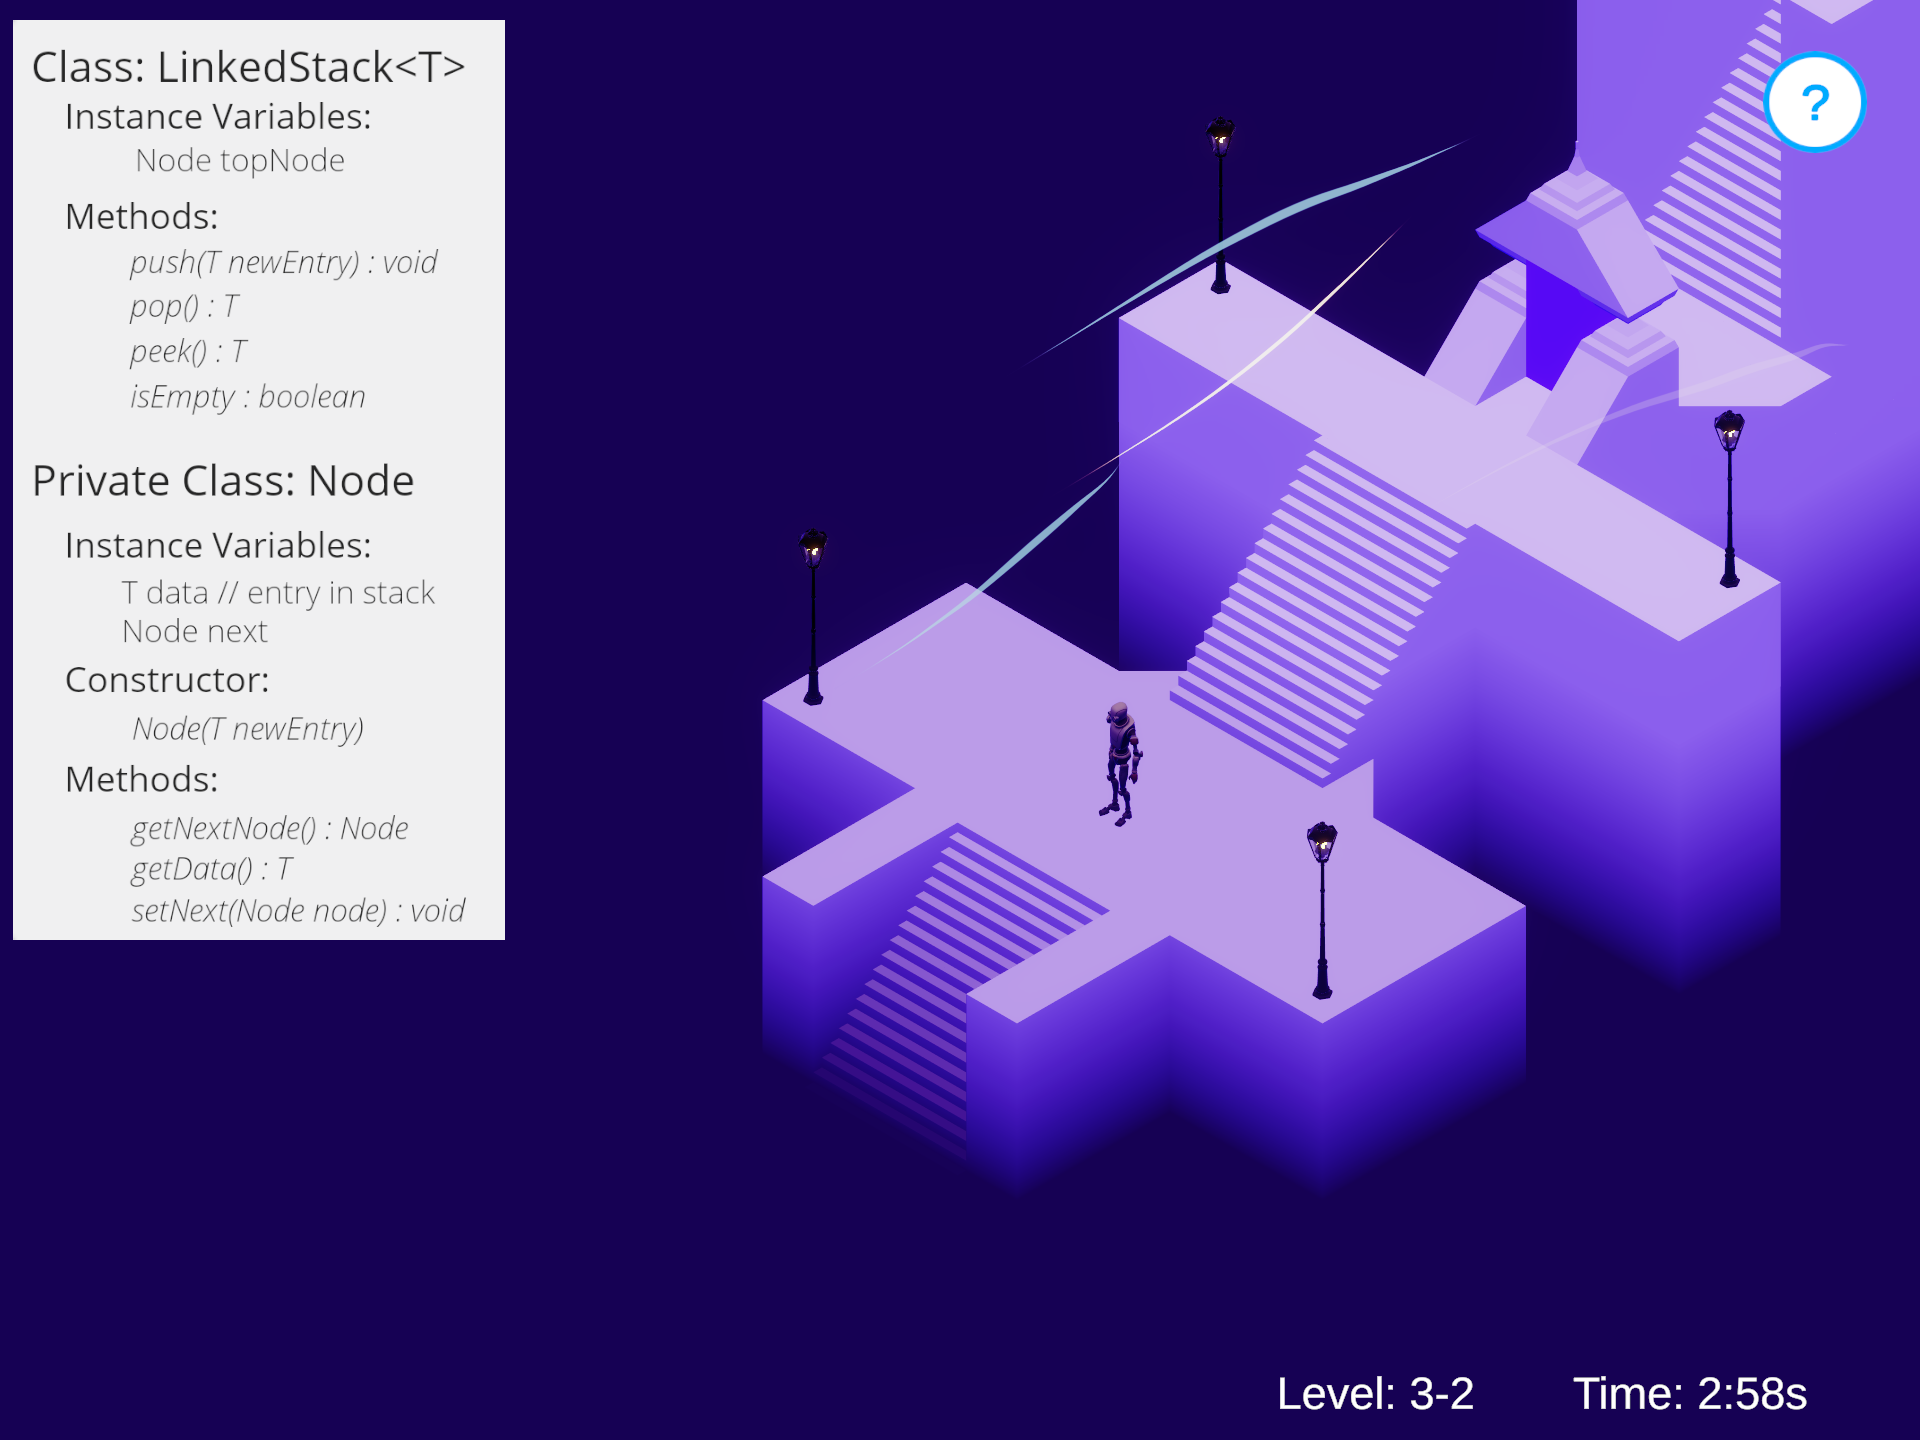 Class: LinkedStack<T>
Instance Variables:
Node topNode
Methods:
push(T newEntry) : void
pop() : T
peek() : T
isEmpty : boolean
Private Class: Node
Instance Variables:
T data // entry in stack
Node next
Constructor:
Node(T newEntry)
Methods:
getNextNode() : Node
getData() : T
setNext(Node node) : void
?
Level: 3-2 Time: 2:58s